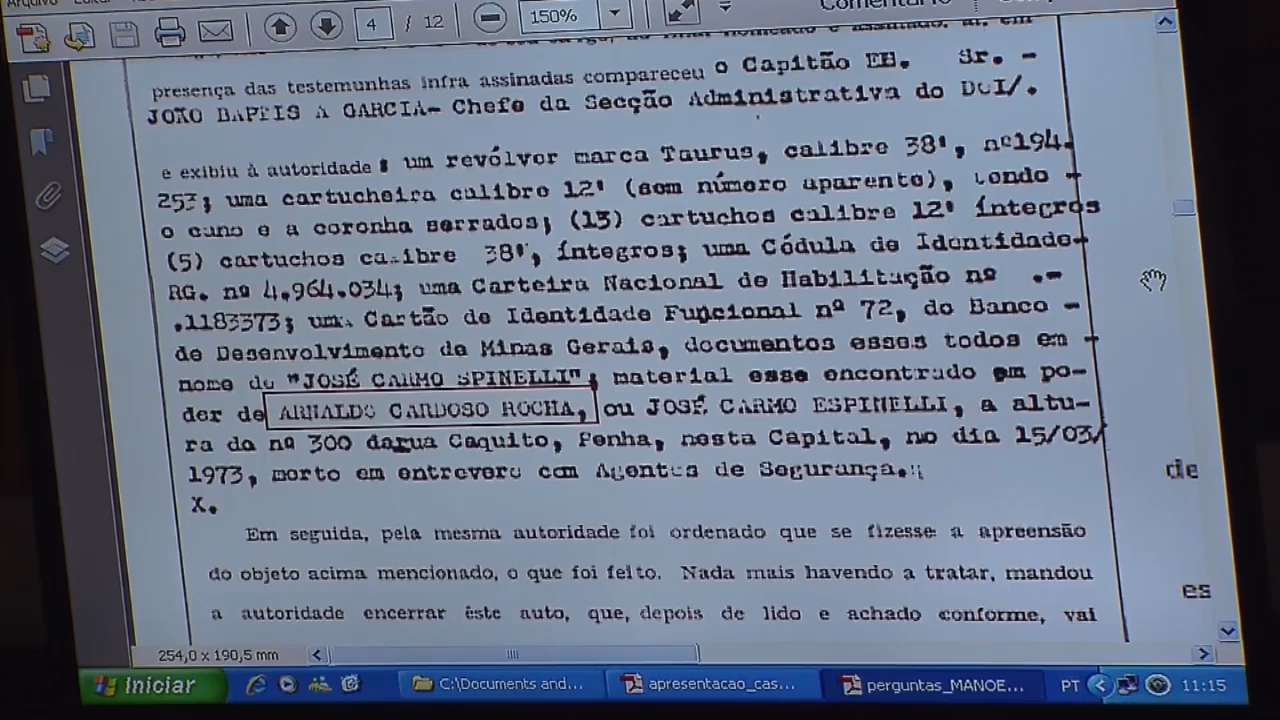 4 / 12 150%
presença das testemunhas infra assinadas compareceu o Capitão EB. Sr. -
JOÃO BAPTIS A GARCIA- Chefe da Secção Administrativa do DOI/.
e exibiu à autoridade : um revólver marca Taurus, calibre 38', nº194.
257; uma cartucheira calibre 12' (sem número aparente), tendo -
o cano e a coronha serrados; (13) cartuchos calibre 12' íntegros
(5) cartuchos calibre 38', íntegros; uma Cédula de Identidade-
RG. nº 4.964.034; uma Carteira Nacional de Habilitação nº .-
.1183373; uma Cartão de Identidade Funcional nº 72, do Banco -
de Desenvolvimento de Minas Gerais, documentos esses todos em -
nome de "JOSÉ CARMO SPINELLI"; material esse encontrado em po-
der de ARNALDO CARDOSO ROCHA, ou JOSÉ CARMO ESPINELLI, a altu-
ra do nº 300 darua Caquito, Penha, nesta Capital, no dia 15/03/
1973, morto em entrevero com Agentes de Segurança.
X.
Em seguida, pela mesma autoridade foi ordenado que se fizesse a apreensão
do objeto acima mencionado, o que foi feito. Nada mais havendo a tratar, mandou
a autoridade encerrar êste auto, que, depois de lido e achado conforme, vai
de
es
254,0 x 190,5 mm
Iniciar C:\Documents and... apresentacao_cas... perguntas_MANOE... PT 11:15